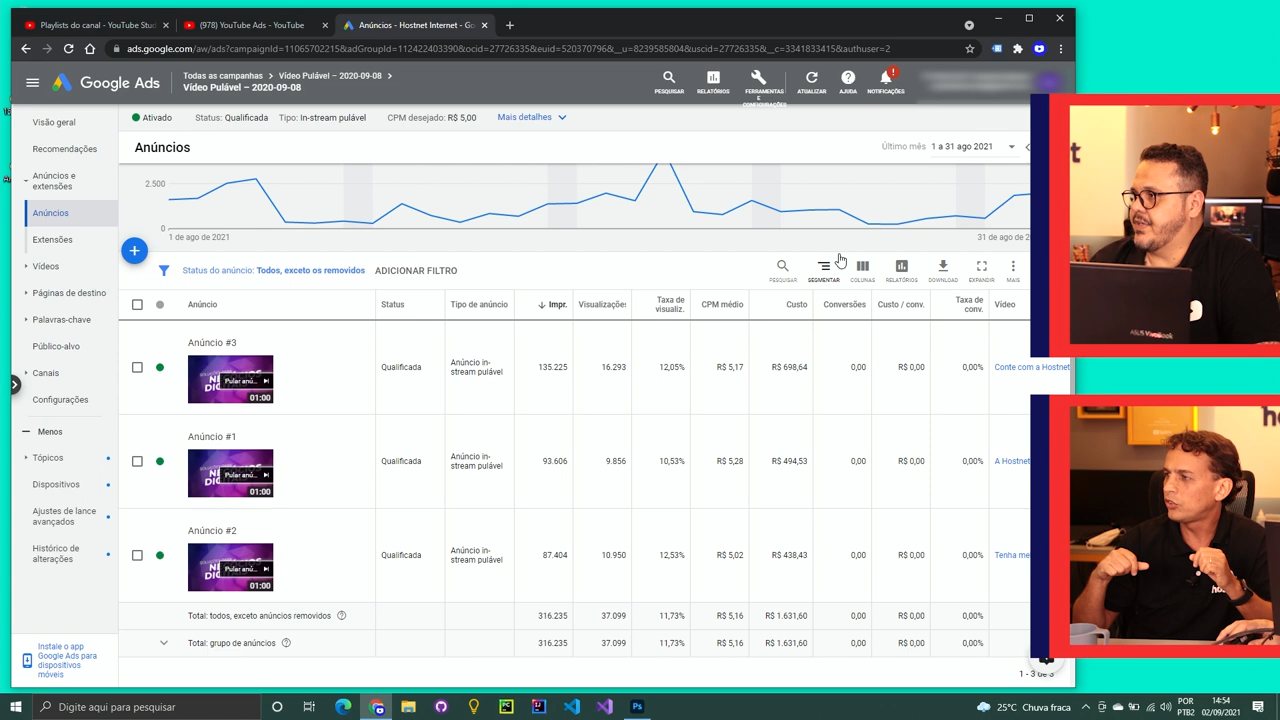 Playlists do canal - YouTube Stud
(978) YouTube Ads - YouTube
Anúncios - Hostnet Internet - Go
ads.google.com/aw/ads?campaignId=11065702215&adGroupId=112422403390&ocid=27726335&euid=5203707968&__u=8239585804&uscid=27726335&__c=3341833415&authuser=2
Google Ads
Todas as campanhas > Vídeo Pulável – 2020-09-08 >
Vídeo Pulável – 2020-09-08
PESQUISAR
RELATÓRIOS
FERRAMENTAS
E
CONFIGURAÇÕES
ATUALIZAR
AJUDA
NOTIFICAÇÕES
Ativado
Status: Qualificada
Tipo: In-stream pulável
CPM desejado: R$ 5,00
Mais detalhes
Anúncios
Último mês
1 a 31 ago 2021
2.500
0
1 de ago de 2021
31 de ago de 2
Status do anúncio: Todos, exceto os removidos
ADICIONAR FILTRO
PESQUISAR
SEGMENTAR
COLUNAS
RELATÓRIOS
DOWNLOAD
EXPANDIR
MAIS
Visão geral
Recomendações
Anúncios e
extensões
Anúncios
Extensões
Vídeos
Páginas de destino
Palavras-chave
Público-alvo
Canais
Configurações
Menos
Tópicos
Dispositivos
Ajustes de lance
avançados
Histórico de
alterações
Instale o app
Google Ads para
dispositivos
móveis
Anúncio Status Tipo de anúncio Impr. Visualizações Taxa de visualiz. CPM médio Custo Conversões Custo / conv. Taxa de conv. Vídeo
Anúncio #3
Pular anú...
01:00
Qualificada
Anúncio in-
stream pulável
135.225 16.293 12,05% R$ 5,17 R$ 698,64 0,00 R$ 0,00 0,00% Conte com a Hostnet
Anúncio #1
Pular anú...
01:00
Qualificada
Anúncio in-
stream pulável
93.606 9.856 10,53% R$ 5,28 R$ 494,53 0,00 R$ 0,00 0,00% A Hostnet
Anúncio #2
Pular anú...
01:00
Qualificada
Anúncio in-
stream pulável
87.404 10.950 12,53% R$ 5,02 R$ 438,43 0,00 R$ 0,00 0,00% Tenha me
Total: todos, exceto anúncios removidos 316.235 37.099 11,73% R$ 5,16 R$ 1.631,60 0,00 R$ 0,00 0,00%
Total: grupo de anúncios 316.235 37.099 11,73% R$ 5,16 R$ 1.631,60 0,00 R$ 0,00 0,00%
1 - 3 de 3
ASUS VivoBook
Digite aqui para pesquisar
25°C Chuva fraca
POR
PTB2
14:54
02/09/2021